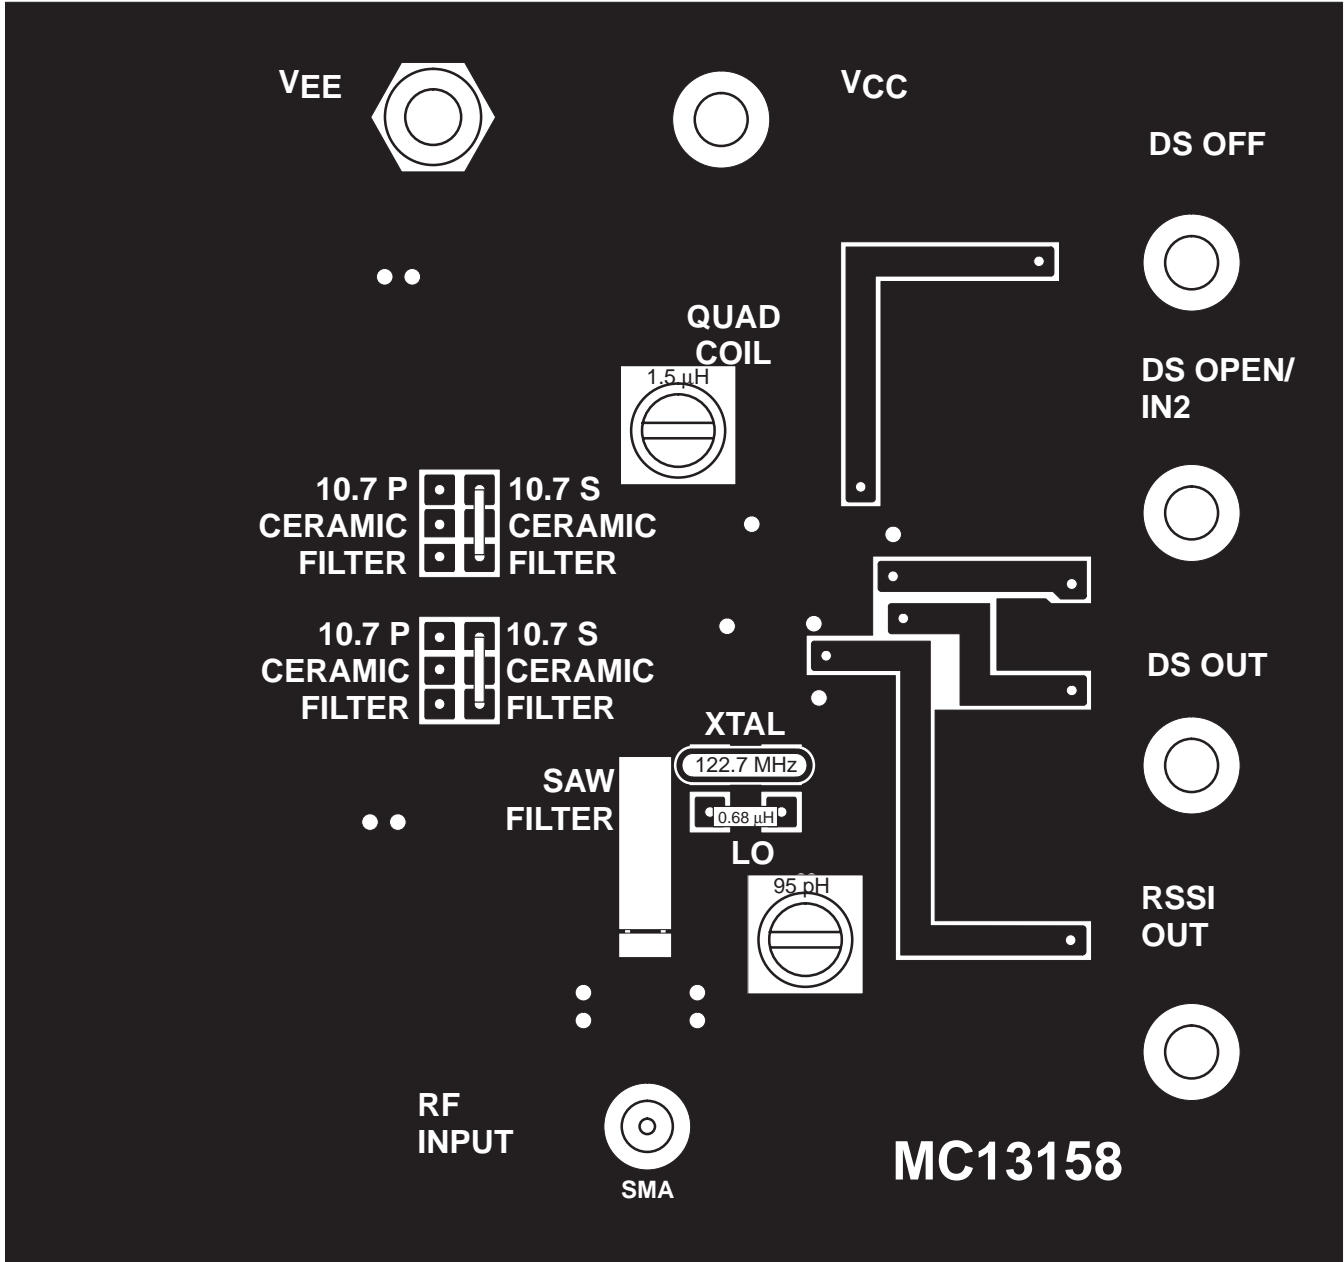 VEE
VCC
DS OFF
QUAD
COIL
1.5 µH
DS OPEN/
IN2
10.7 P
CERAMIC
FILTER
10.7 S
CERAMIC
FILTER
10.7 P
CERAMIC
FILTER
10.7 S
CERAMIC
FILTER
DS OUT
XTAL
122.7 MHz
SAW
FILTER
0.68 µH
LO
95 pH
RSSI
OUT
RF
INPUT
SMA
MC13158